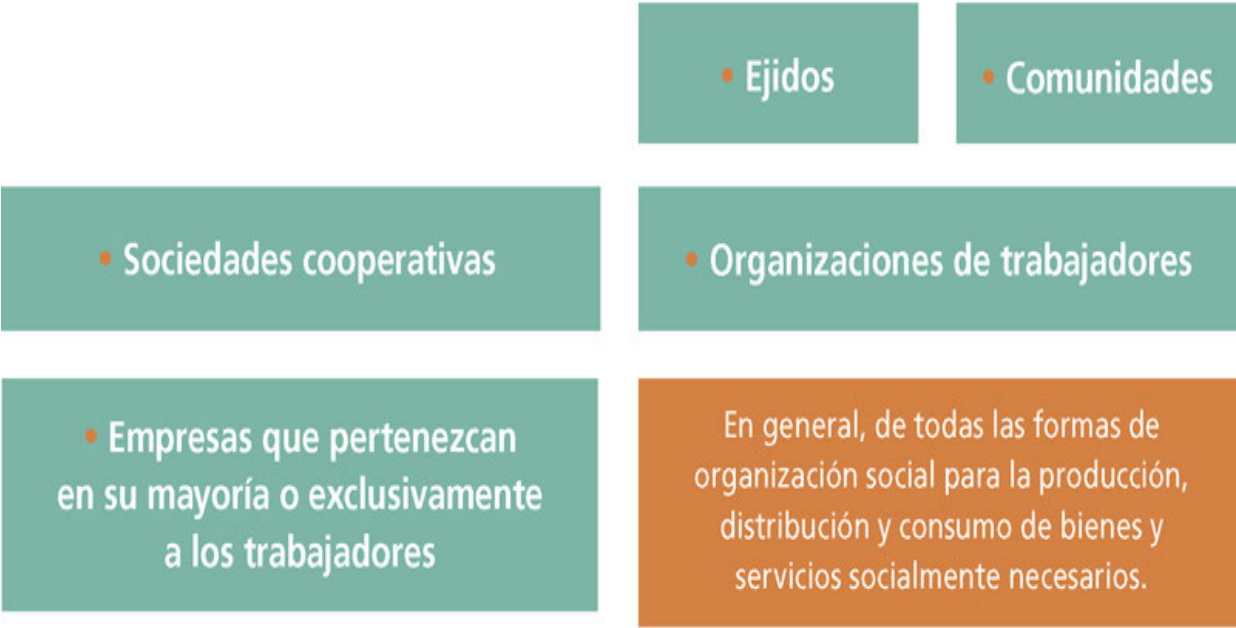 • Ejidos
• Comunidades
• Sociedades cooperativas
• Organizaciones de trabajadores
• Empresas que pertenezcan
en su mayoría o exclusivamente
a los trabajadores
En general, de todas las formas de
organización social para la producción,
distribución y consumo de bienes y
servicios socialmente necesarios.